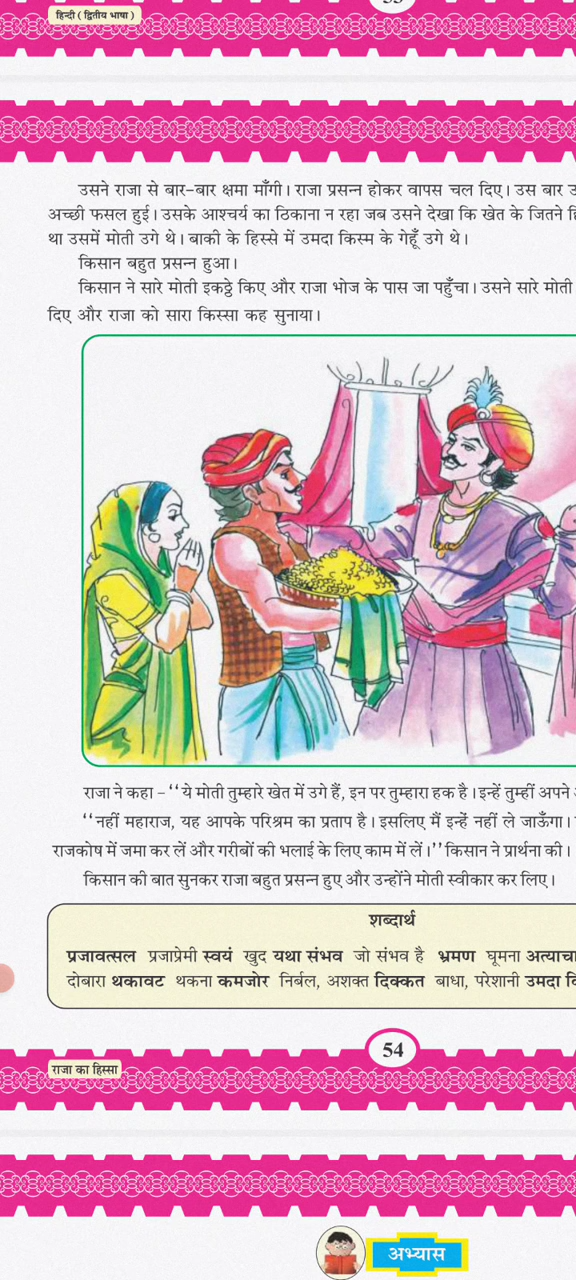 हिन्दी ( द्वितीय भाषा )
उसने राजा से बार-बार क्षमा माँगी। राजा प्रसन्न होकर वापस चल दिए। उस बार
अच्छी फसल हुई। उसके आश्चर्य का ठिकाना न रहा जब उसने देखा कि खेत के जितने
था उसमें मोती उगे थे। बाकी के हिस्से में उमदा किस्म के गेहूँ उगे थे।
किसान बहुत प्रसन्न हुआ।
किसान ने सारे मोती इकट्ठे किए और राजा भोज के पास जा पहुँचा। उसने सारे मोती
दिए और राजा को सारा किस्सा कह सुनाया।
राजा ने कहा – ‘‘ये मोती तुम्हारे खेत में उगे हैं, इन पर तुम्हारा हक है। इन्हें तुम्हीं अपने
‘‘नहीं महाराज, यह आपके परिश्रम का प्रताप है। इसलिए मैं इन्हें नहीं ले जाऊँगा।
राजकोष में जमा कर लें और गरीबों की भलाई के लिए काम में लें।’’ किसान ने प्रार्थना की।
किसान की बात सुनकर राजा बहुत प्रसन्न हुए और उन्होंने मोती स्वीकार कर लिए।
शब्दार्थ
प्रजावत्सल प्रजाप्रेमी स्वयं खुद यथा संभव जो संभव है भ्रमण घूमना
दोबारा थकावट थकना कमजोर निर्बल, अशक्त दिक्कत बाधा, परेशानी उमदा
54
राजा का हिस्सा
अभ्यास